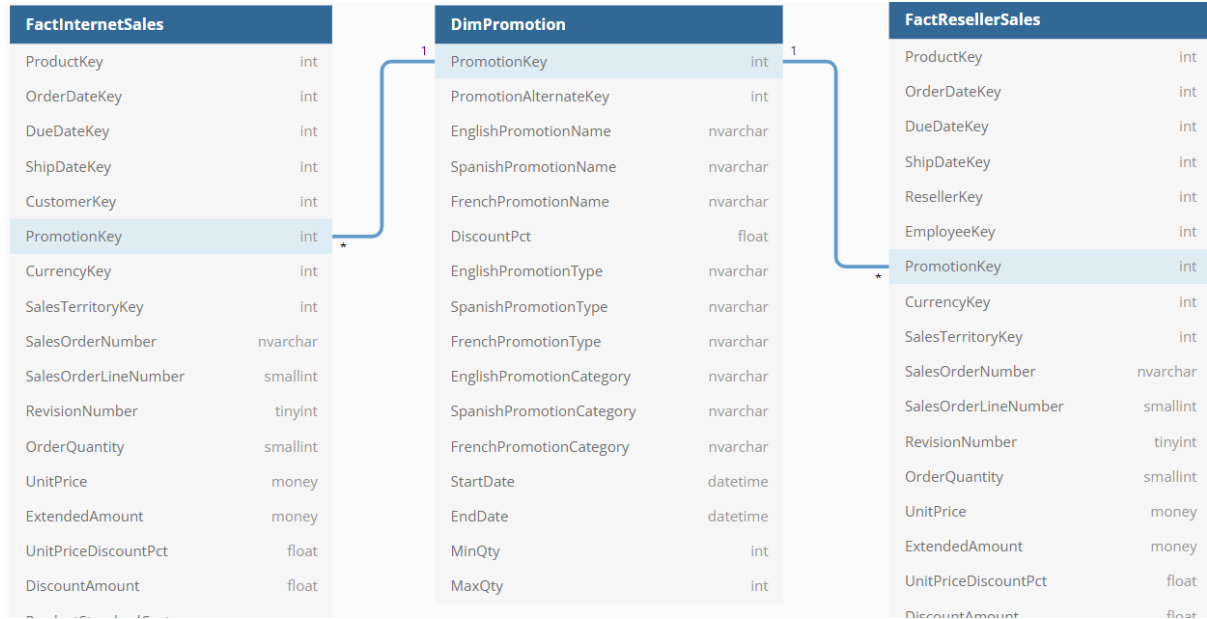 FactInternetSales
ProductKey int
OrderDateKey int
DueDateKey int
ShipDateKey int
CustomerKey int
PromotionKey int
*
CurrencyKey int
SalesTerritoryKey int
SalesOrderNumber nvarchar
SalesOrderLineNumber smallint
RevisionNumber tinyint
OrderQuantity smallint
UnitPrice money
ExtendedAmount money
UnitPriceDiscountPct float
DiscountAmount float
DimPromotion
1 PromotionKey int 1
PromotionAlternateKey int
EnglishPromotionName nvarchar
SpanishPromotionName nvarchar
FrenchPromotionName nvarchar
DiscountPct float
EnglishPromotionType nvarchar
SpanishPromotionType nvarchar
FrenchPromotionType nvarchar
EnglishPromotionCategory nvarchar
SpanishPromotionCategory nvarchar
FrenchPromotionCategory nvarchar
StartDate datetime
EndDate datetime
MinQty int
MaxQty int
FactResellerSales
ProductKey int
OrderDateKey int
DueDateKey int
ShipDateKey int
ResellerKey int
EmployeeKey int
PromotionKey int
*
CurrencyKey int
SalesTerritoryKey int
SalesOrderNumber nvarchar
SalesOrderLineNumber smallint
RevisionNumber tinyint
OrderQuantity smallint
UnitPrice money
ExtendedAmount money
UnitPriceDiscountPct float
DiscountAmount float